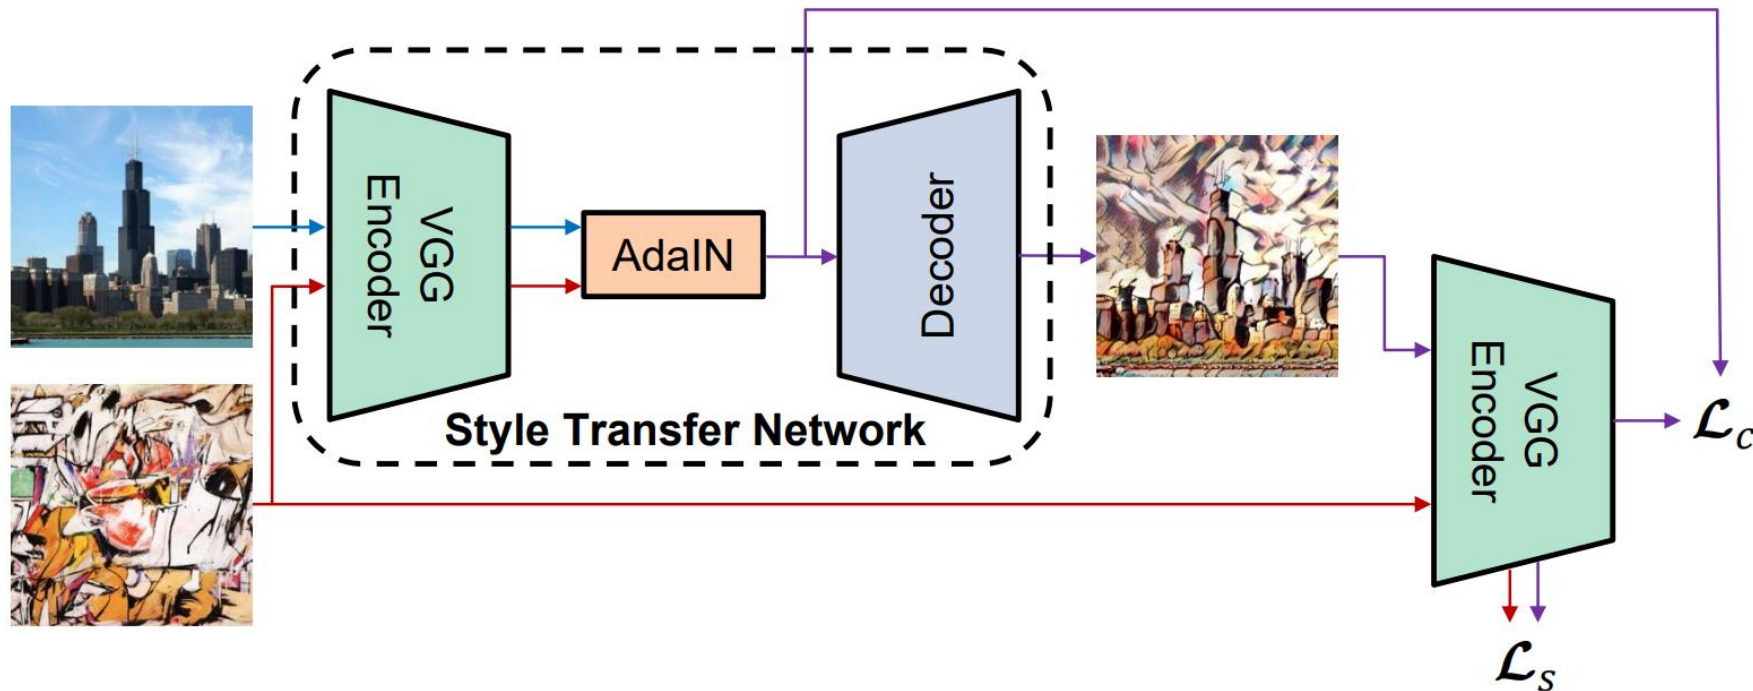 VGG
Encoder
AdaIN
Decoder
Style Transfer Network
VGG
Encoder
𝓛c
𝓛s